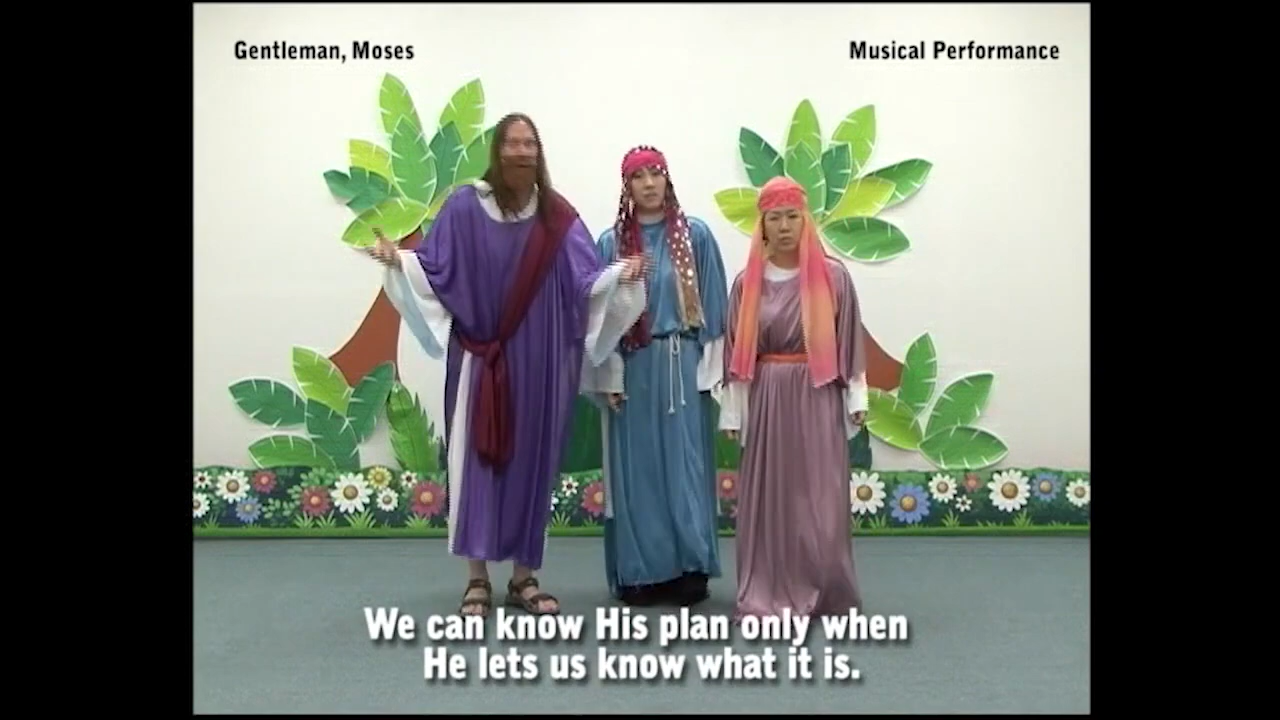 Gentleman, Moses
Musical Performance
We can know His plan only when
He lets us know what it is.